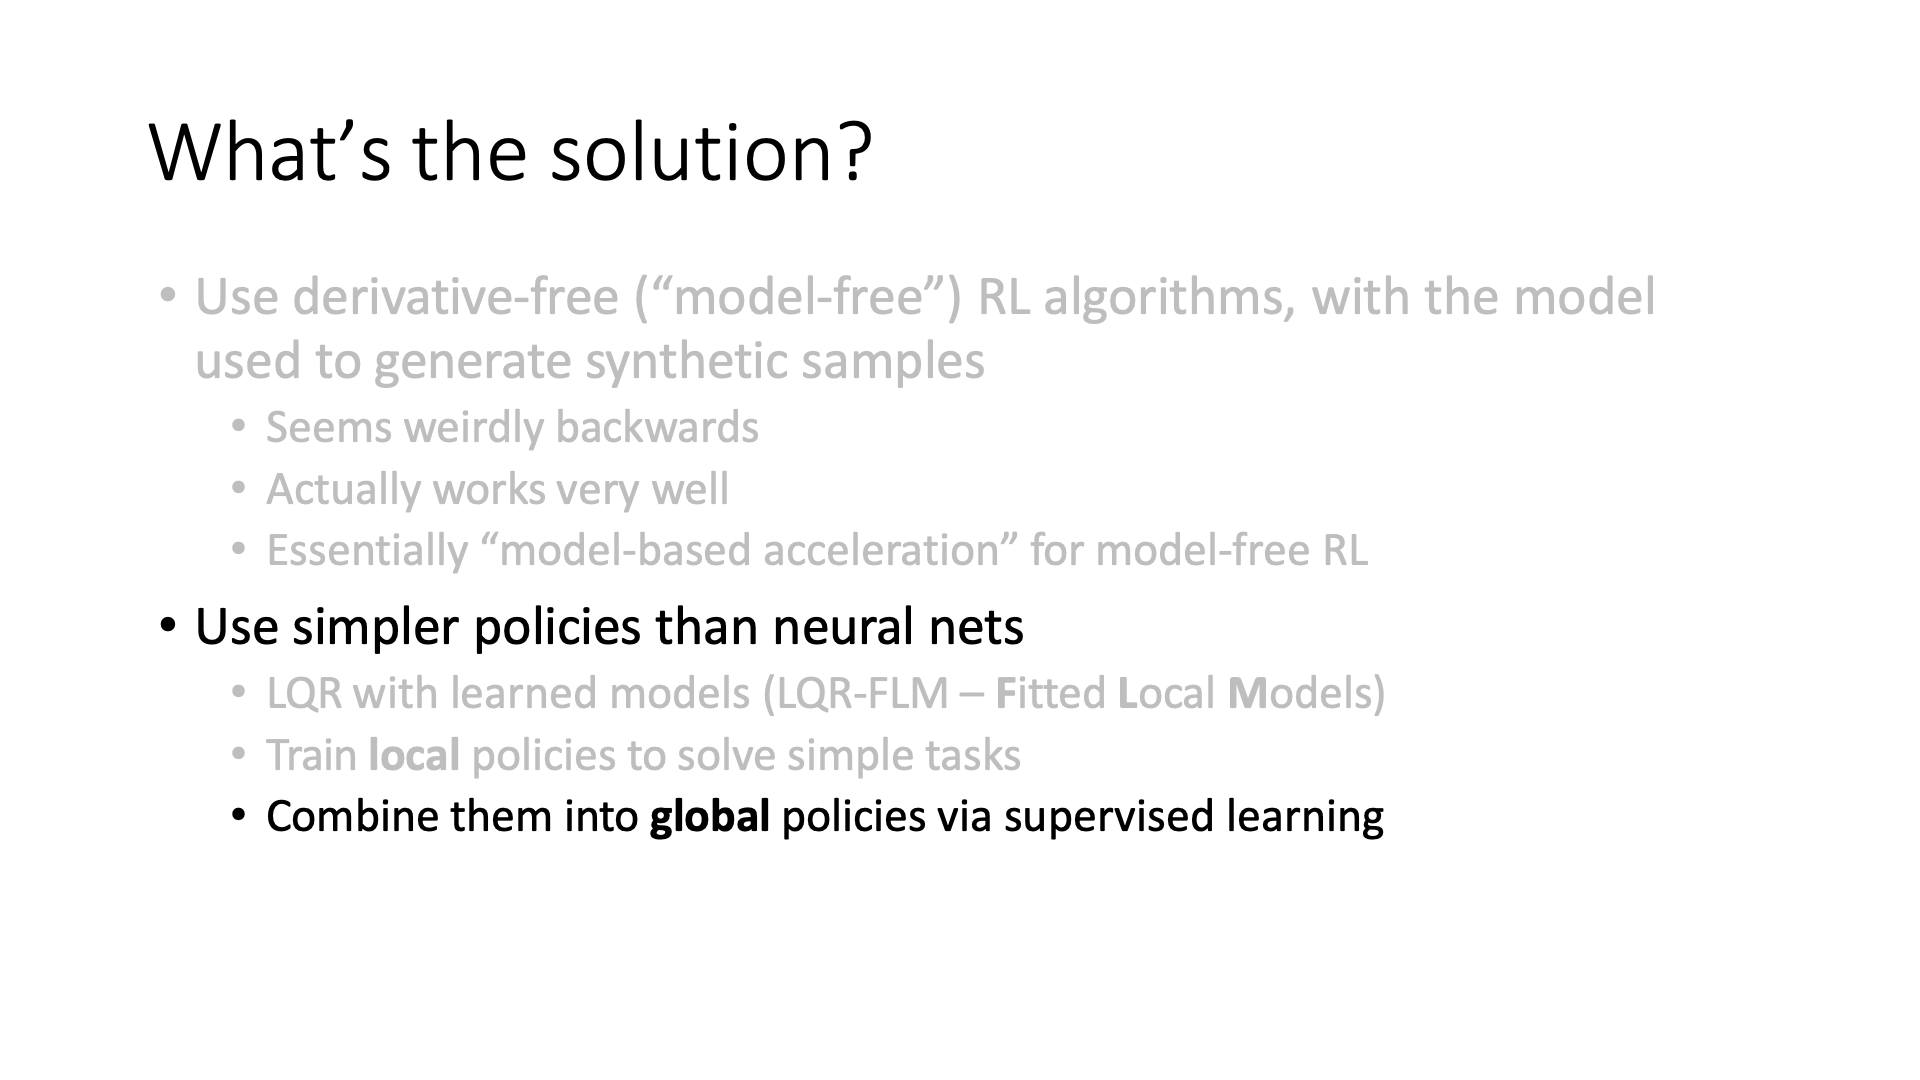 What’s the solution?
• Use derivative-free (“model-free”) RL algorithms, with the model
used to generate synthetic samples
• Seems weirdly backwards
• Actually works very well
• Essentially “model-based acceleration” for model-free RL
• Use simpler policies than neural nets
• LQR with learned models (LQR-FLM – Fitted Local Models)
• Train local policies to solve simple tasks
• Combine them into global policies via supervised learning